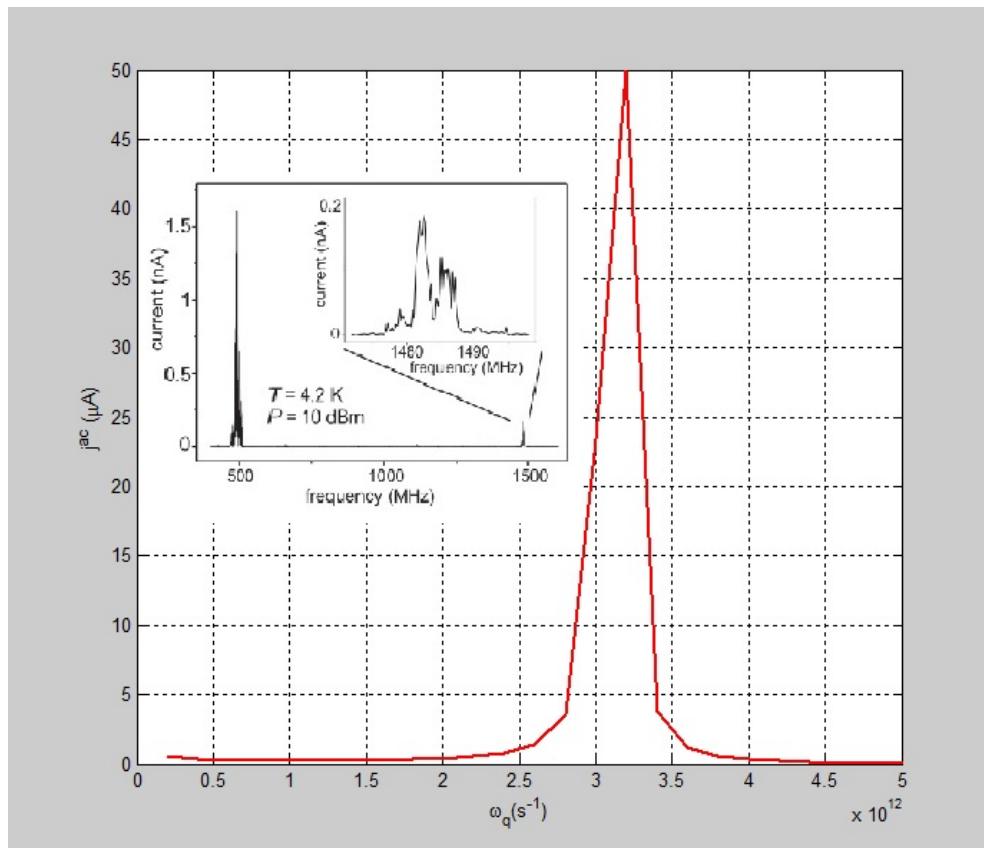 50
45
40
35
30
25
20
15
10
5
0
j^ac (μA)
0 0.5 1 1.5 2 2.5 3 3.5 4 4.5 5
ω_q(s^-1)
x 10^12
1.5
1
0.5
0
current (nA)
T = 4.2 K
P = 10 dBm
500 1000 1500
frequency (MHz)
0.2
0
current (nA)
1480 1490
frequency (MHz)